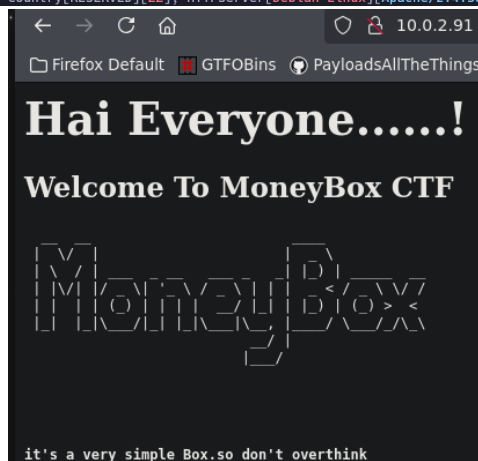 10.0.2.91
Firefox Default GTFOBins PayloadsAllTheThings
Hai Everyone......!
Welcome To MoneyBox CTF
MoneyBox
it's a very simple Box.so don't overthink